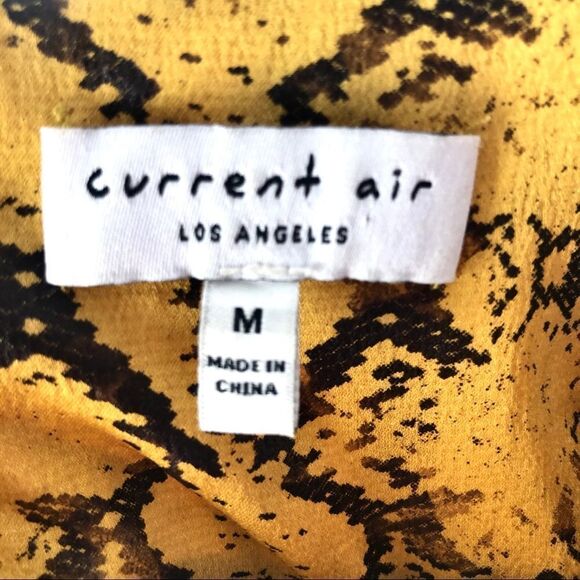 current air
LOS ANGELES
M
MADE IN
CHINA